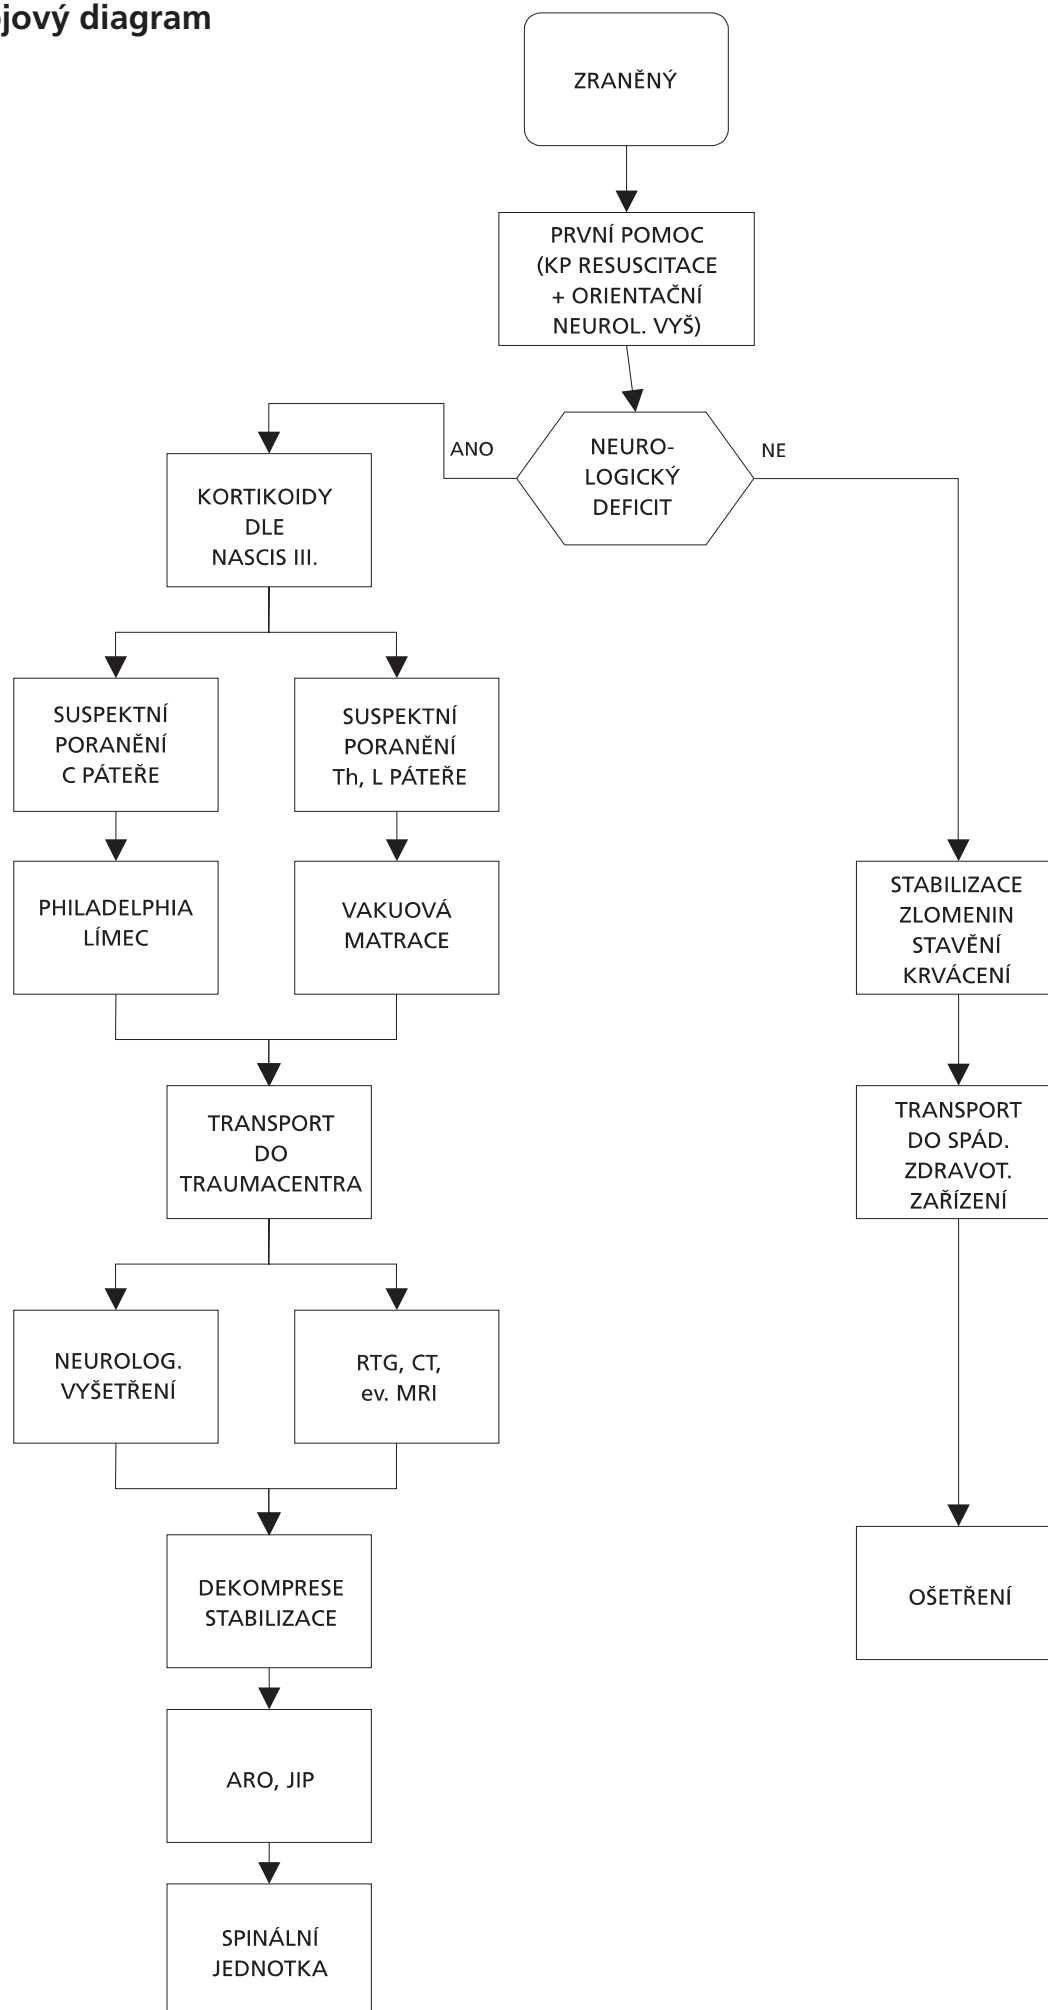 jový diagram
ZRANĚNÝ
PRVNÍ POMOC
(KP RESUSCITACE
+ ORIENTAČNÍ
NEUROL. VYŠ)
ANO
NEURO-
LOGICKÝ
DEFICIT
NE
KORTIKOIDY
DLE
NASCIS III.
SUSPEKTNÍ
PORANĚNÍ
C PÁTEŘE
SUSPEKTNÍ
PORANĚNÍ
Th, L PÁTEŘE
PHILADELPHIA
LÍMEC
VAKUOVÁ
MATRACE
STABILIZACE
ZLOMENIN
STAVĚNÍ
KRVÁCENÍ
TRANSPORT
DO
TRAUMACENTRA
TRANSPORT
DO SPÁD.
ZDRAVOT.
ZAŘÍZENÍ
NEUROLOG.
VYŠETŘENÍ
RTG, CT,
ev. MRI
DEKOMPRESE
STABILIZACE
OŠETŘENÍ
ARO, JIP
SPINÁLNÍ
JEDNOTKA